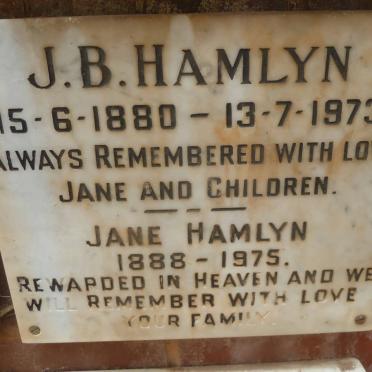 J.B. HAMLYN
15-6-1880 - 13-7-1973
ALWAYS REMEMBERED WITH LOV
JANE AND CHILDREN.
JANE HAMLYN
1888 - 1975.
REWARDED IN HEAVEN AND WE
WILL REMEMBER WITH LOVE
YOUR FAMILY.